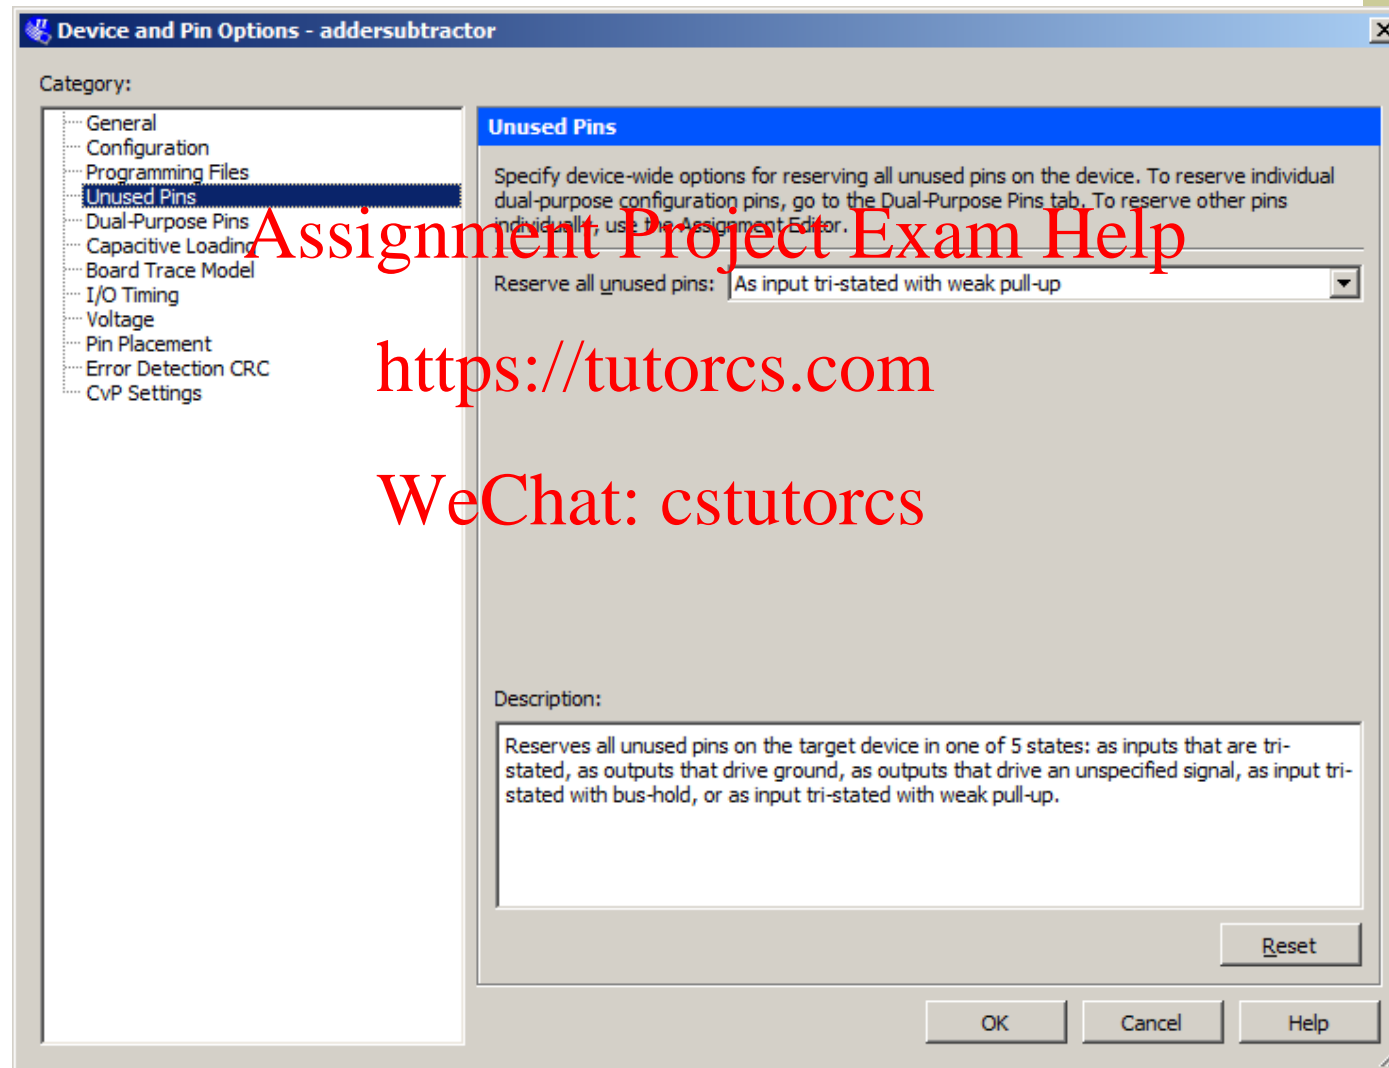 Device and Pin Options - addersubtractor
Category:
General
Configuration
Programming Files
Unused Pins
Dual-Purpose Pins
Capacitive Loading
Board Trace Model
I/O Timing
Voltage
Pin Placement
Error Detection CRC
CvP Settings
Unused Pins
Specify device-wide options for reserving all unused pins on the device. To reserve individual
dual-purpose configuration pins, go to the Dual-Purpose Pins tab. To reserve other pins
individually, use the Assignment Editor.
Reserve all unused pins: As input tri-stated with weak pull-up
Assignment Project Exam Help
https://tutorcs.com
WeChat: cstutorcs
Description:
Reserves all unused pins on the target device in one of 5 states: as inputs that are tri-
stated, as outputs that drive ground, as outputs that drive an unspecified signal, as input tri-
stated with bus-hold, or as input tri-stated with weak pull-up.
Reset
OK Cancel Help